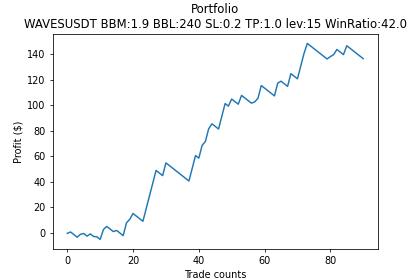 Portfolio
WAVESUSDT BBM:1.9 BBL:240 SL:0.2 TP:1.0 lev:15 WinRatio:42.0
140
120
100
80
60
40
20
0
Profit ($)
0 20 40 60 80
Trade counts